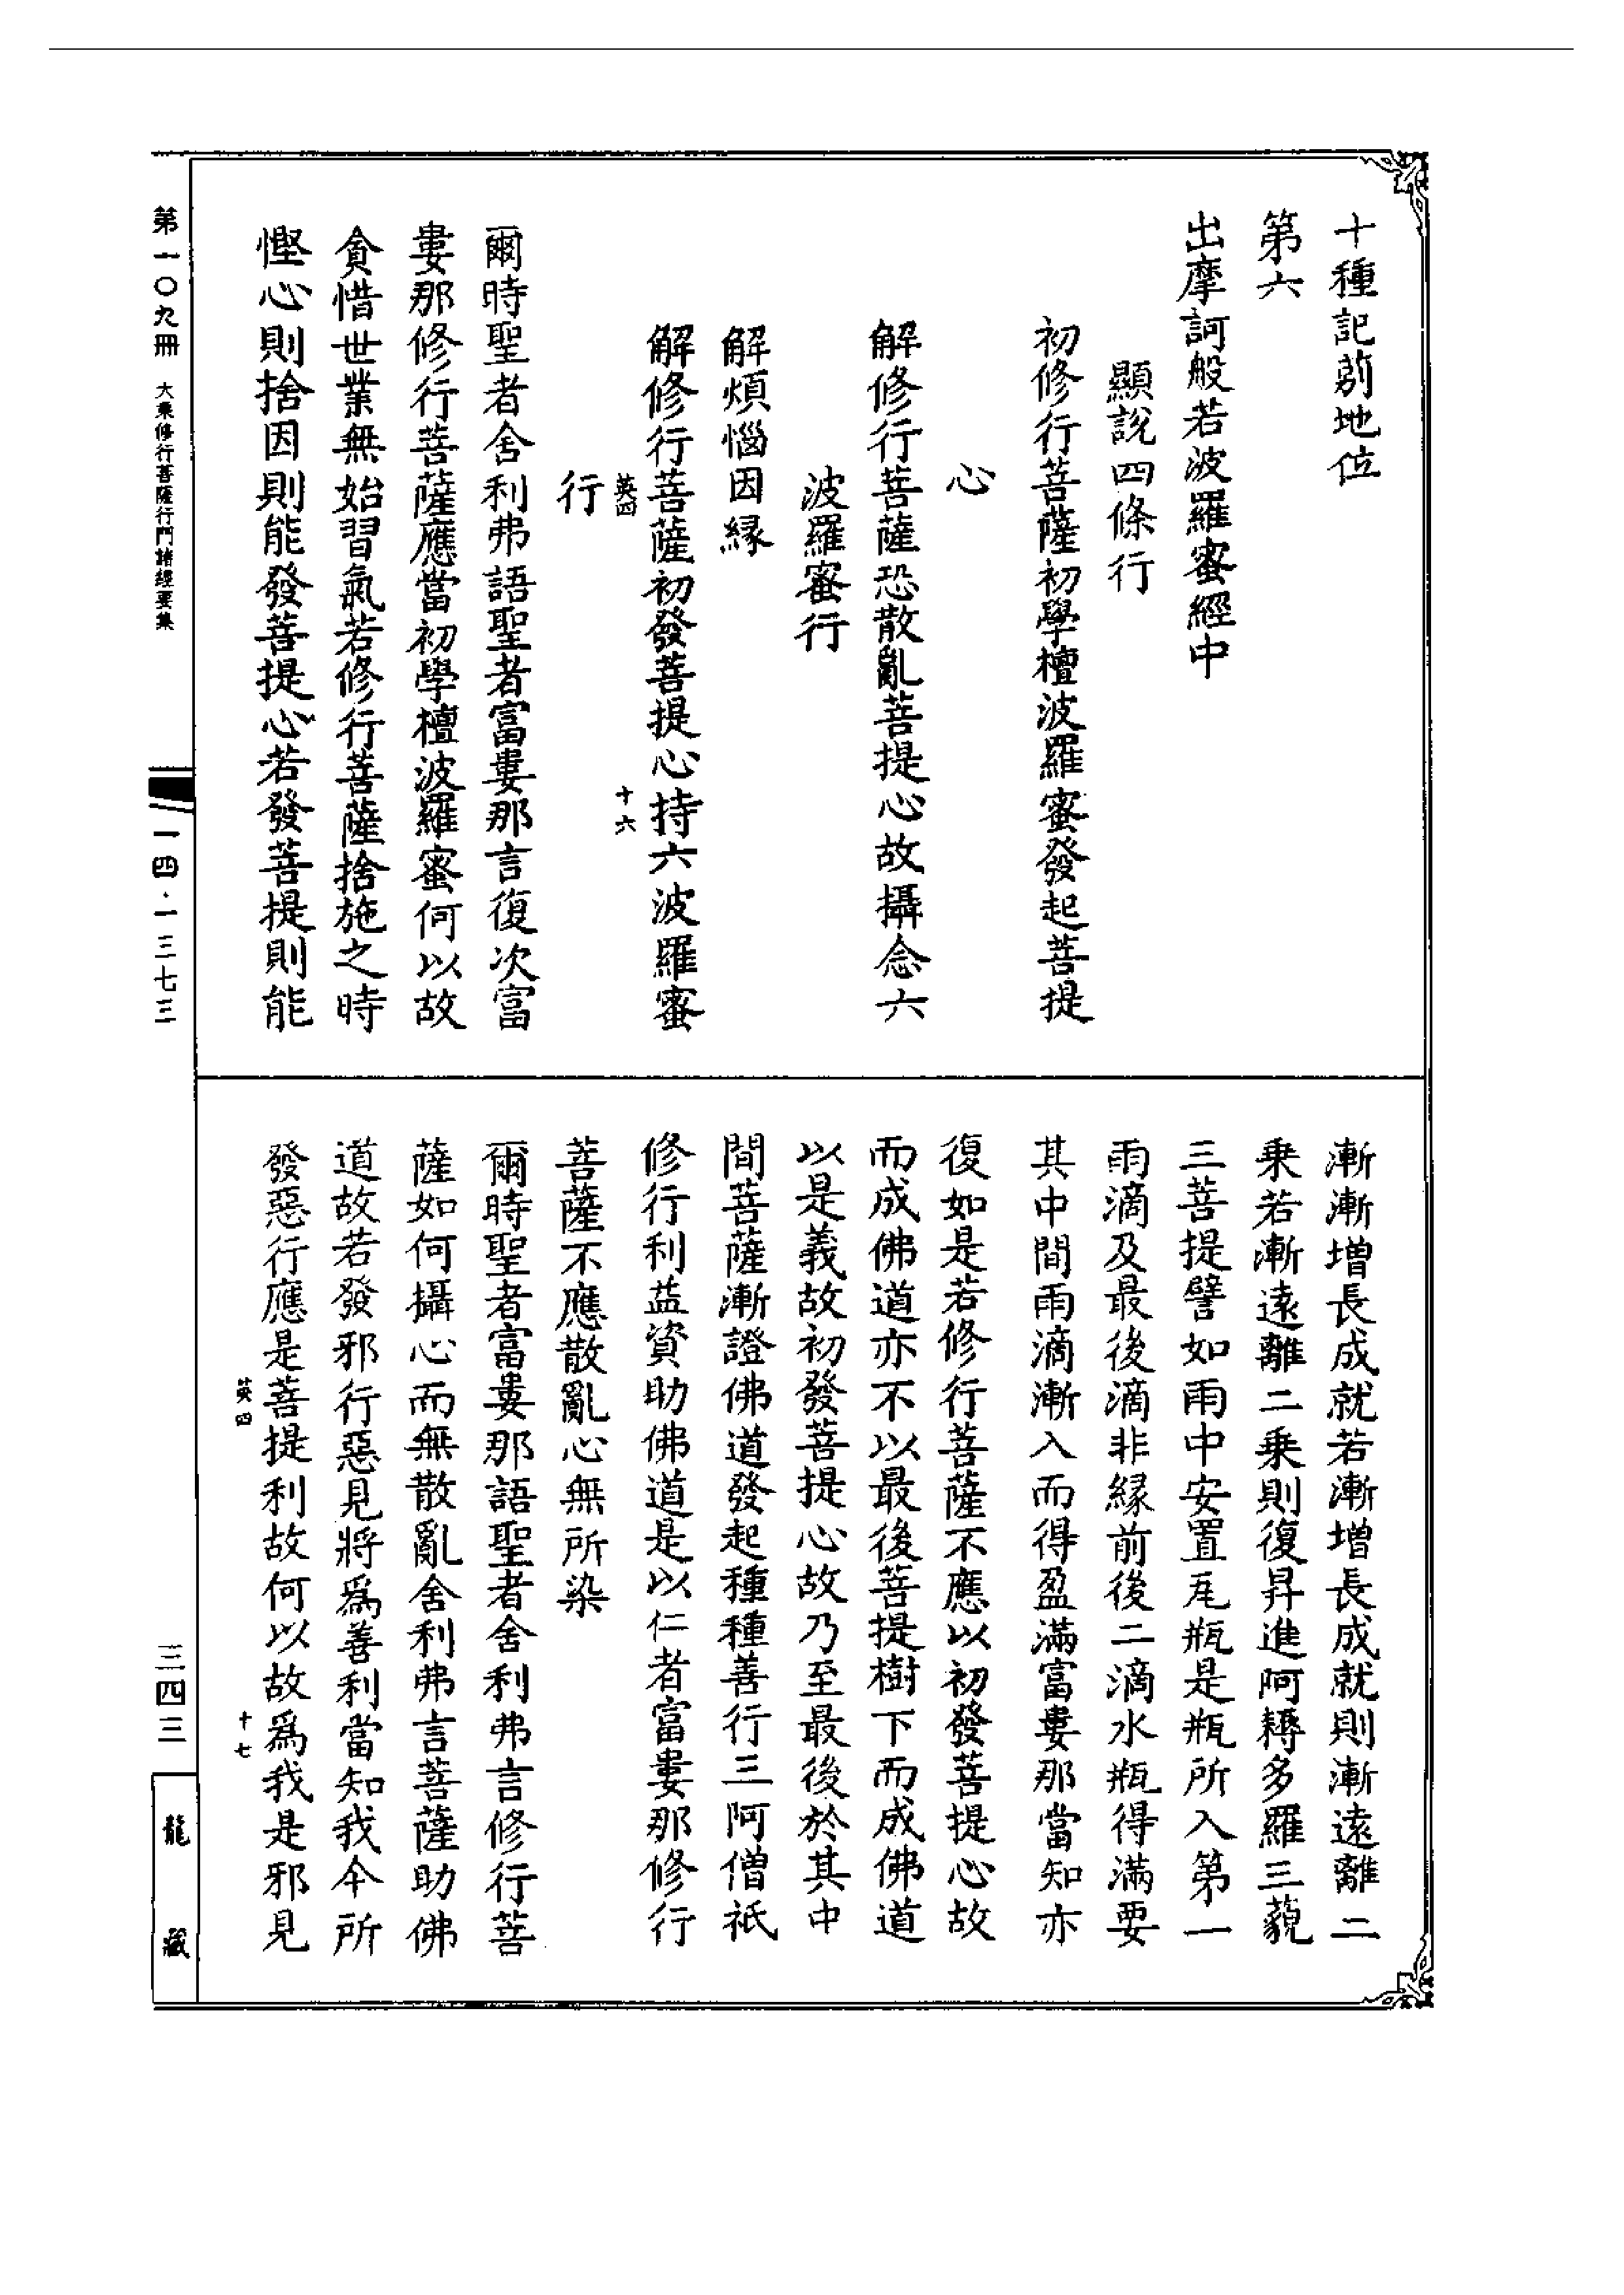 十種記莂地位
第六
出摩訶般若波羅蜜經中
顯說四條行
初修行菩薩初學檀波羅蜜發起菩提
心
解修行菩薩恐散亂菩提心故攝念六
波羅蜜行
解煩惱因緣
解修行菩薩初發菩提心持六波羅蜜
英四 十六
行
爾時聖者舍利弗語聖者富婁那言復次富
婁那修行菩薩應當初學檀波羅蜜何以故
貪惜世業無始習氣若修行菩薩捨施之時
慳心則捨因則能發菩提心若發菩提則能
漸漸增長成就若漸增長成就則漸遠離二
乗若漸遠離二乗則復昇進阿耨多羅三藐
三菩提譬如雨中安置瓦瓶是瓶所入第一
雨滴及最後滴非緣前後二滴水瓶得滿要
其中間雨滴漸入而得盈滿富婁那當知亦
復如是若修行菩薩不應以初發菩提心故
而成佛道亦不以最後菩提樹下而成佛道
以是義故初發菩提心故乃至最後於其中
間菩薩漸證佛道發起種種善行三阿僧祇
修行利益資助佛道是以仁者富婁那修行
菩薩不應散亂心無所染
爾時聖者富婁那語聖者舍利弗言修行菩
薩如何攝心而無散亂舍利弗言菩薩助佛
道故若發邪行惡見將為善利當知我今所
發惡行應是菩提利故何以故為我是邪見
英四 十七
第一〇九冊 大乗修行菩薩行門諸經要集
一四·一三七三
三四三
龍藏